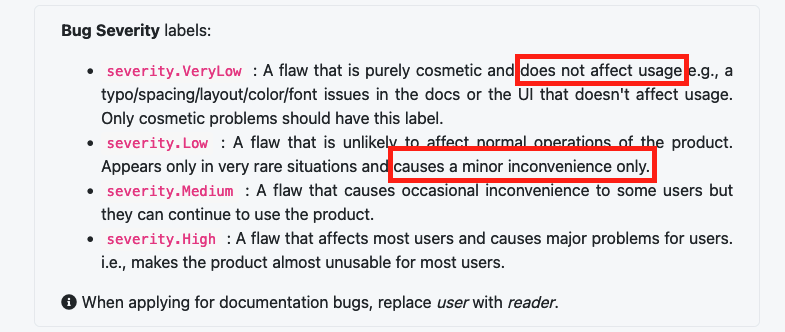 Bug Severity labels:
• severity.VeryLow : A flaw that is purely cosmetic and does not affect usage e.g., a
typo/spacing/layout/color/font issues in the docs or the UI that doesn't affect usage.
Only cosmetic problems should have this label.
• severity.Low : A flaw that is unlikely to affect normal operations of the product.
Appears only in very rare situations and causes a minor inconvenience only.
• severity.Medium : A flaw that causes occasional inconvenience to some users but
they can continue to use the product.
• severity.High : A flaw that affects most users and causes major problems for users.
i.e., makes the product almost unusable for most users.
When applying for documentation bugs, replace user with reader.